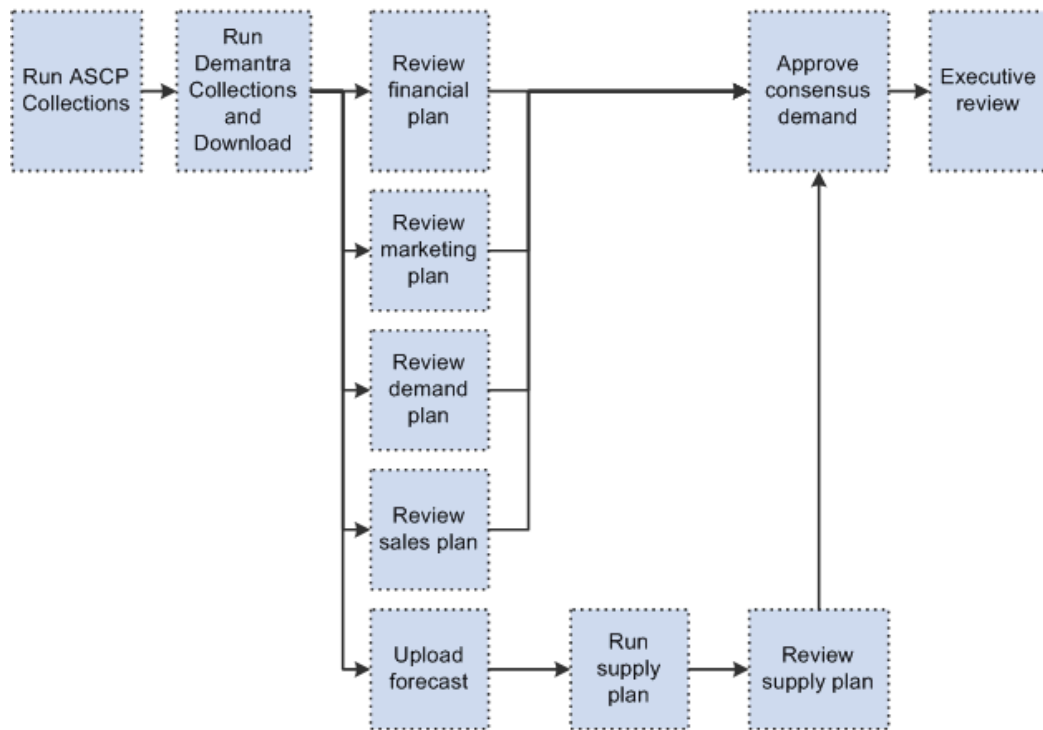 Run ASCP
Collections
Run
Demantra
Collections
and
Download
Review
financial
plan
Approve
consensus
demand
Executive
review
Review
marketing
plan
Review
demand
plan
Review
sales plan
Upload
forecast
Run
supply
plan
Review
supply plan